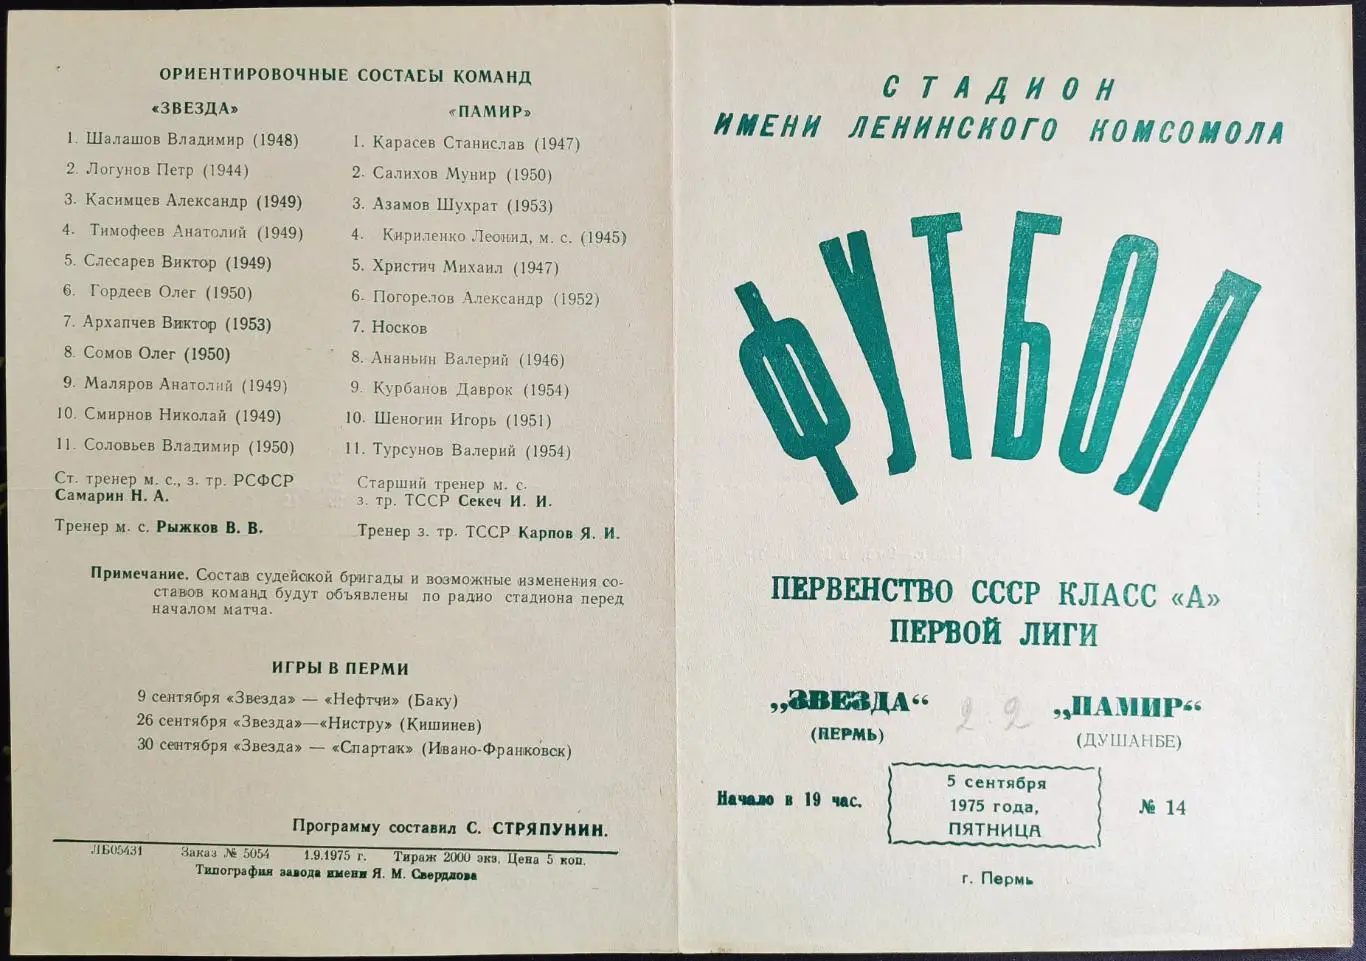 ОРИЕНТИРОВОЧНЫЕ СОСТАВЫ КОМАНД
«ЗВЕЗДА»
1. Шалашов Владимир (1948)
2. Логунов Петр (1944)
3. Касимцев Александр (1949)
4. Тимофеев Анатолий (1949)
5. Слесарев Виктор (1949)
6. Гордеев Олег (1950)
7. Архапчев Виктор (1953)
8. Сомов Олег (1950)
9. Маляров Анатолий (1949)
10. Смирнов Николай (1949)
11. Соловьев Владимир (1950)
Ст. тренер м. с., з. тр. РСФСР
Самарин Н. А.
Тренер м. с. Рыжков В. В.
«ПАМИР»
1. Карасев Станислав (1947)
2. Салихов Мунир (1950)
3. Азамов Шухрат (1953)
4. Кириленко Леонид, м. с. (1945)
5. Христич Михаил (1947)
6. Погорелов Александр (1952)
7. Носков
8. Ананьин Валерий (1946)
9. Курбанов Даврок (1954)
10. Шеногин Игорь (1951)
11. Турсунов Валерий (1954)
Старший тренер м. с.
з. тр. ТССР Секеч И. И.
Тренер з. тр. ТССР Карпов Я. И.
Примечание. Состав судейской бригады и возможные изменения со-
ставов команд будут объявлены по радио стадиона перед
началом матча.
ИГРЫ В ПЕРМИ
9 сентября «Звезда» — «Нефтчи» (Баку)
26 сентября «Звезда»—«Нистру» (Кишинев)
30 сентября «Звезда» — «Спартак» (Ивано-Франковск)
Программу составил С. СТРЯПУНИН.
ЛБ05431 Заказ № 5054 1.9.1975 г. Тираж 2000 экз. Цена 5 коп.
Типография завода имени Я. М. Свердлова
СТАДИОН
ИМЕНИ ЛЕНИНСКОГО КОМСОМОЛА
ФУТБОЛ
ПЕРВЕНСТВО СССР КЛАСС «А»
ПЕРВОЙ ЛИГИ
„ЗВЕЗДА“ 2 2 „ПАМИР“
(ПЕРМЬ) (ДУШАНБЕ)
Начало в 19 час.
5 сентября
1975 года,
ПЯТНИЦА
№ 14
г. Пермь